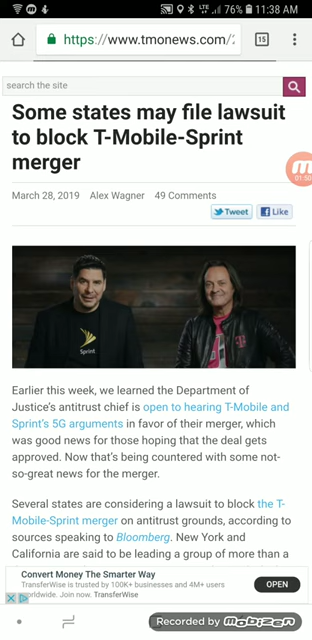 76% 11:38 AM
https://www.tmonews.com/2
15
search the site
Some states may file lawsuit
to block T-Mobile-Sprint
merger
01:50
March 28, 2019 Alex Wagner 49 Comments
Tweet Like
Sprint
Earlier this week, we learned the Department of
Justice's antitrust chief is open to hearing T-Mobile and
Sprint's 5G arguments in favor of their merger, which
was good news for those hoping that the deal gets
approved. Now that's being countered with some not-
so-great news for the merger.
Several states are considering a lawsuit to block the T-
Mobile-Sprint merger on antitrust grounds, according to
sources speaking to Bloomberg. New York and
California are said to be leading a group of more than a
Convert Money The Smarter Way
TransferWise is trusted by 100K+ businesses and 4M+ users
worldwide. Join now. TransferWise
OPEN
Recorded by mobizen